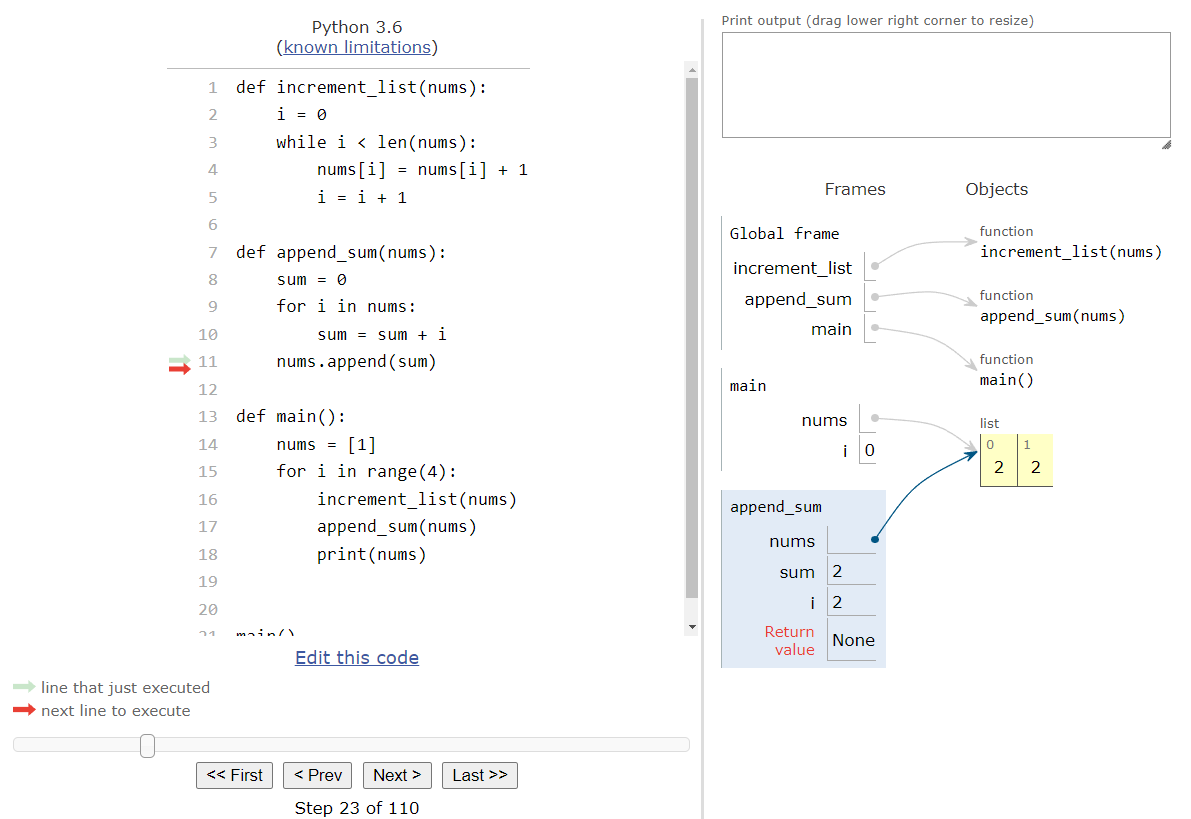 Python 3.6
(known limitations)
1 def increment_list(nums):
2     i = 0
3     while i < len(nums):
4         nums[i] = nums[i] + 1
5         i = i + 1
6
7 def append_sum(nums):
8     sum = 0
9     for i in nums:
10         sum = sum + i
11     nums.append(sum)
12
13 def main():
14     nums = [1]
15     for i in range(4):
16         increment_list(nums)
17         append_sum(nums)
18         print(nums)
19
20
21 main()
Edit this code
line that just executed
next line to execute
<< First < Prev Next > Last >>
Step 23 of 110
Print output (drag lower right corner to resize)
Frames Objects
Global frame
increment_list
append_sum
main
function
increment_list(nums)
function
append_sum(nums)
function
main()
main
nums
i 0
list
0 1
2 2
append_sum
nums
sum 2
i 2
Return
value None